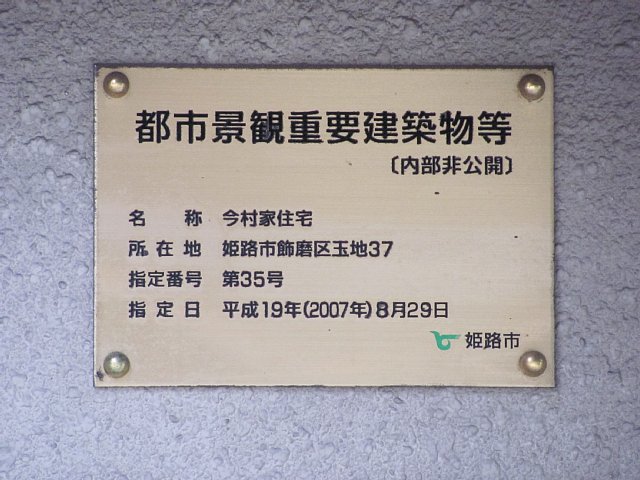 都市景観重要建築物等
〔内部非公開〕
名称 今村家住宅
所在地 姫路市飾磨区玉地37
指定番号 第35号
指定日 平成19年(2007年)8月29日
姫路市